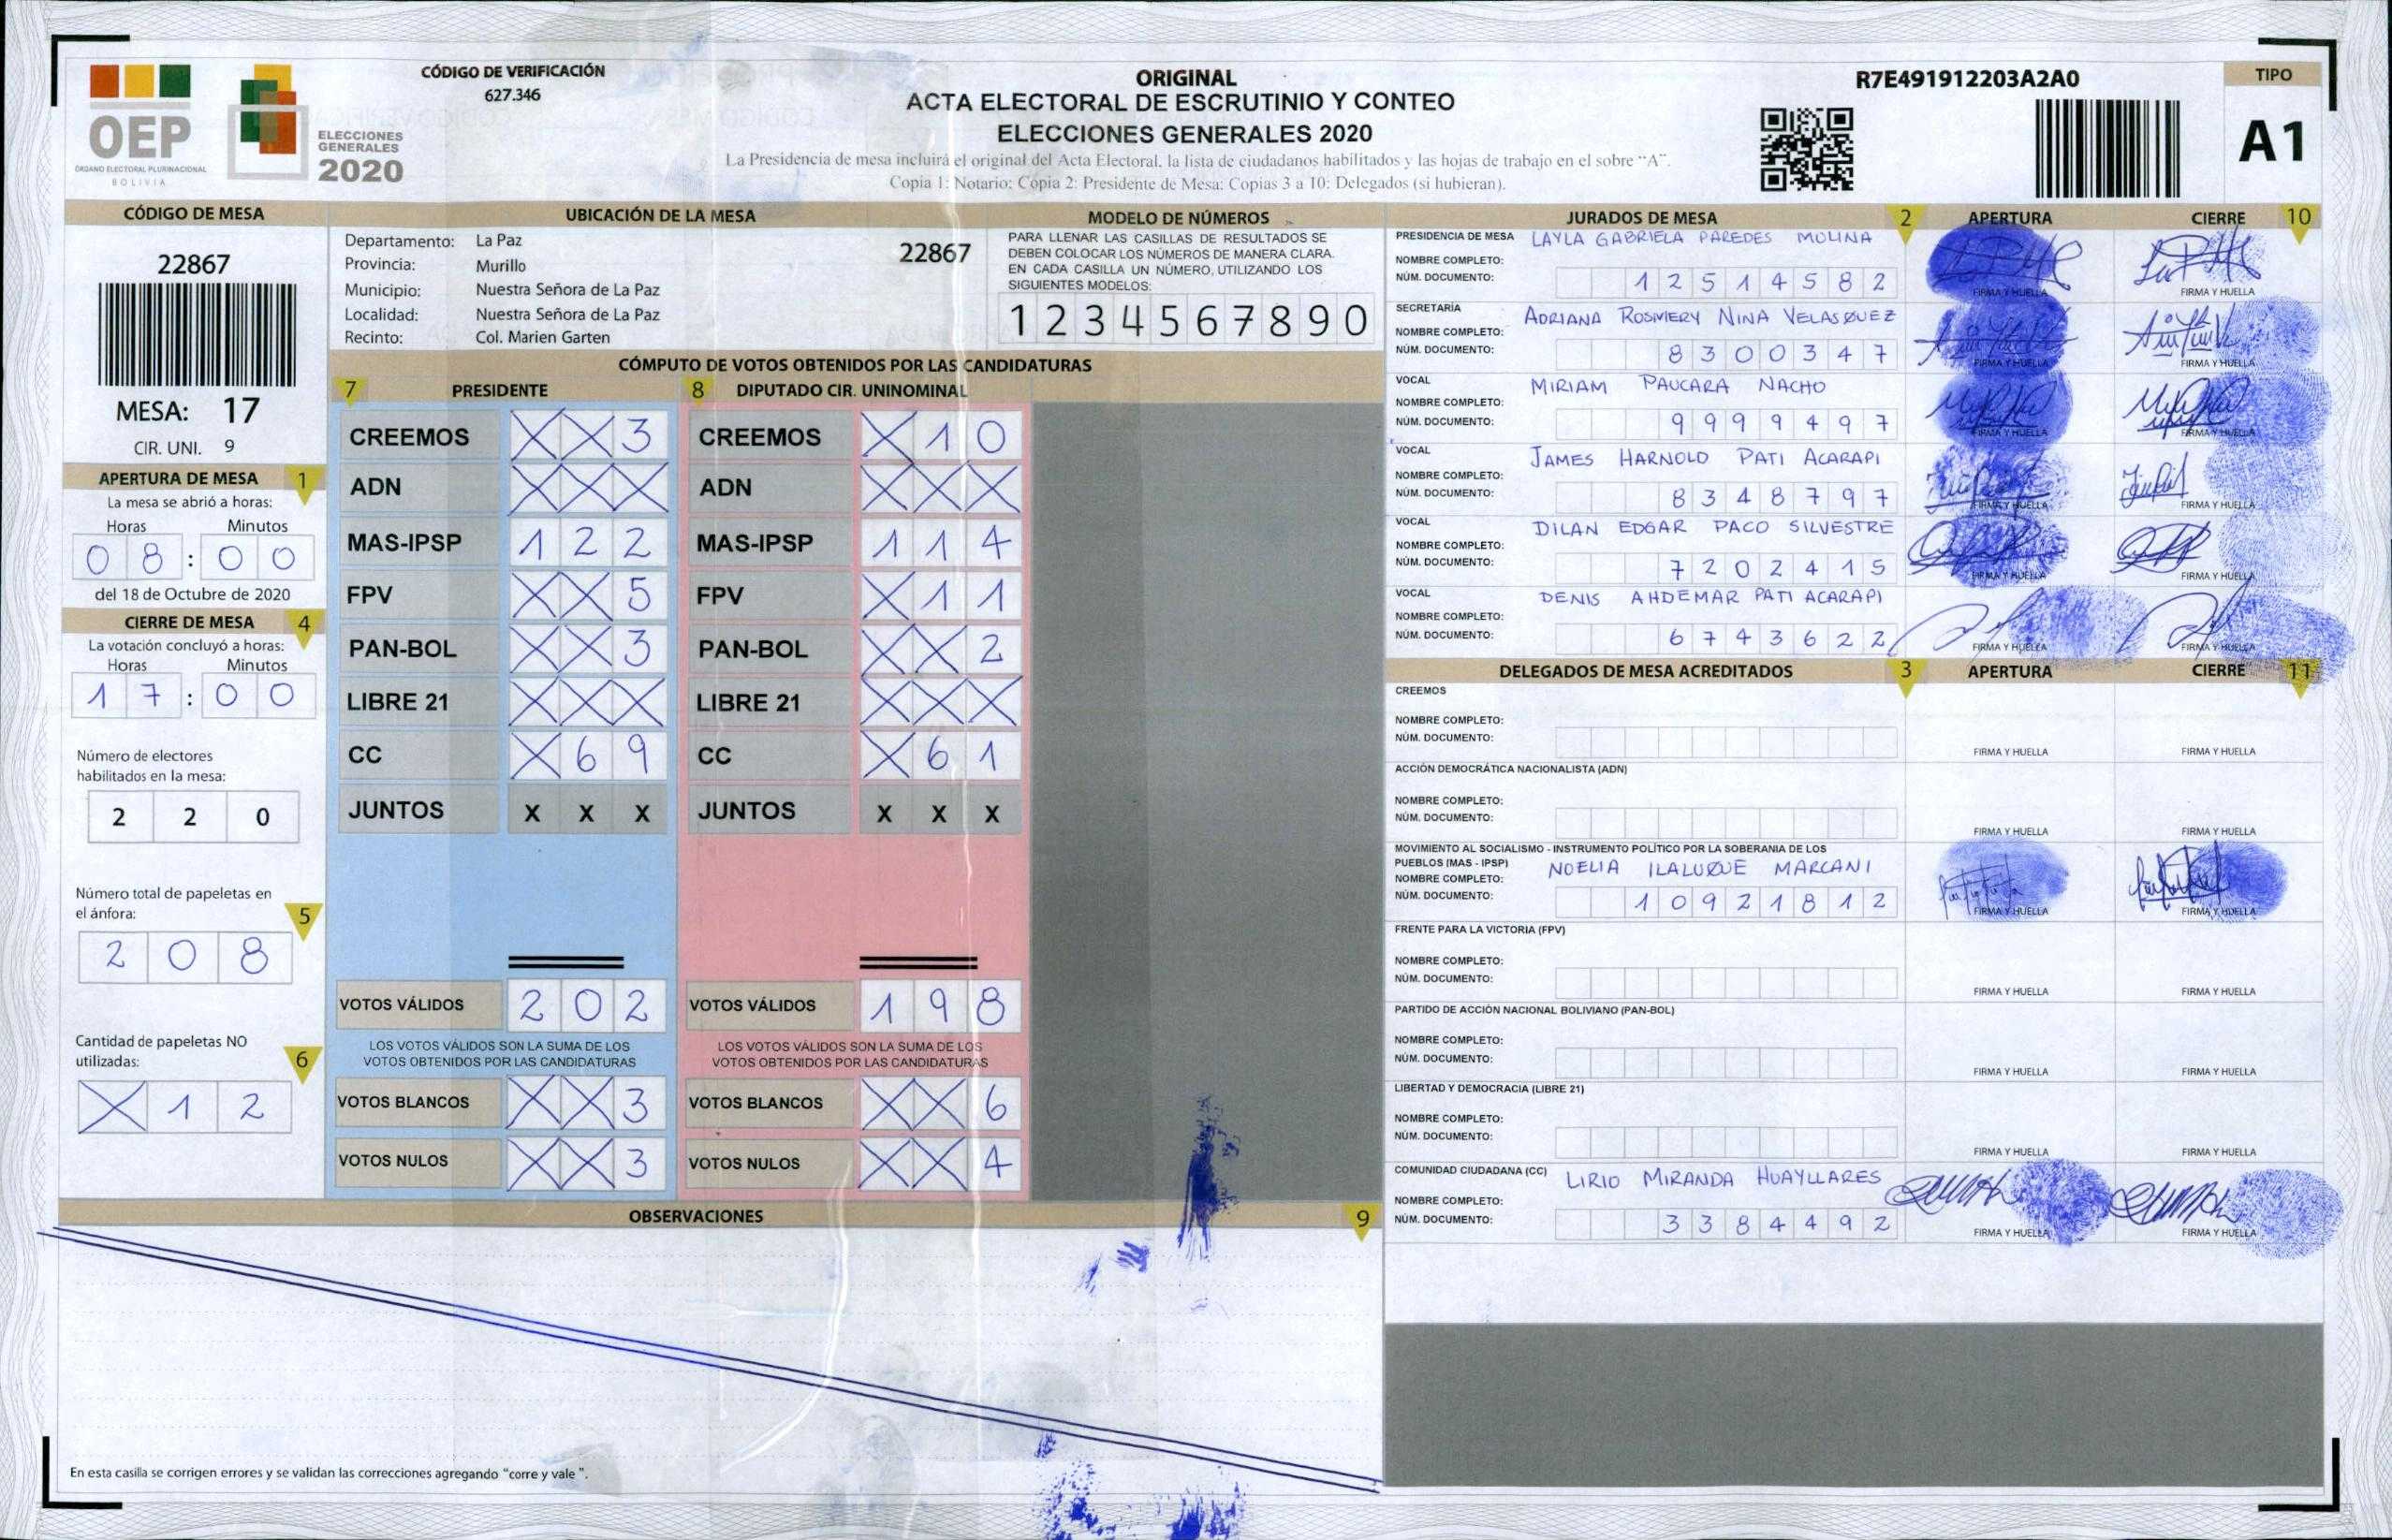 OEP
ÓRGANO ELECTORAL PLURINACIONAL
BOLIVIA
ELECCIONES
GENERALES
2020
CÓDIGO DE VERIFICACIÓN
627.346
ORIGINAL
ACTA ELECTORAL DE ESCRUTINIO Y CONTEO
ELECCIONES GENERALES 2020
La Presidencia de mesa incluirá el original del Acta Electoral, la lista de ciudadanos habilitados y las hojas de trabajo en el sobre "A".
Copia 1: Notario; Copia 2: Presidente de Mesa; Copias 3 a 10: Delegados (si hubieran).
R7E491912203A2A0
TIPO
A1
CÓDIGO DE MESA
22867
MESA: 17
CIR. UNI. 9
APERTURA DE MESA 1
La mesa se abrió a horas:
Horas Minutos
0 8 : 0 0
del 18 de Octubre de 2020
CIERRE DE MESA 4
La votación concluyó a horas:
Horas Minutos
1 7 : 0 0
Número de electores
habilitados en la mesa:
2 2 0
Número total de papeletas en
el ánfora: 5
2 0 8
Cantidad de papeletas NO
utilizadas: 6
X 1 2
UBICACIÓN DE LA MESA
Departamento: La Paz 22867
Provincia: Murillo
Municipio: Nuestra Señora de La Paz
Localidad: Nuestra Señora de La Paz
Recinto: Col. Marien Garten
MODELO DE NÚMEROS
PARA LLENAR LAS CASILLAS DE RESULTADOS SE
DEBEN COLOCAR LOS NÚMEROS DE MANERA CLARA.
EN CADA CASILLA UN NÚMERO, UTILIZANDO LOS
SIGUIENTES MODELOS:
1 2 3 4 5 6 7 8 9 0
CÓMPUTO DE VOTOS OBTENIDOS POR LAS CANDIDATURAS
7 PRESIDENTE 8 DIPUTADO CIR. UNINOMINAL
CREEMOS X X 3 CREEMOS X 1 0
ADN X X X ADN X X X
MAS-IPSP 1 2 2 MAS-IPSP 1 1 4
FPV X X 5 FPV X 1 1
PAN-BOL X X 3 PAN-BOL X X 2
LIBRE 21 X X X LIBRE 21 X X X
CC X 6 9 CC X 6 1
JUNTOS X X X JUNTOS X X X
VOTOS VÁLIDOS 2 0 2 VOTOS VÁLIDOS 1 9 8
LOS VOTOS VÁLIDOS SON LA SUMA DE LOS LOS VOTOS VÁLIDOS SON LA SUMA DE LOS
VOTOS OBTENIDOS POR LAS CANDIDATURAS VOTOS OBTENIDOS POR LAS CANDIDATURAS
VOTOS BLANCOS X X 3 VOTOS BLANCOS X X 6
VOTOS NULOS X X 3 VOTOS NULOS X X 4
OBSERVACIONES 9
En esta casilla se corrigen errores y se validan las correcciones agregando "corre y vale ".
JURADOS DE MESA 2 APERTURA CIERRE 10
PRESIDENCIA DE MESA LAYLA GABRIELA PAREDES MOLINA
NOMBRE COMPLETO:
NÚM. DOCUMENTO: 1 2 5 1 4 5 8 2 FIRMA Y HUELLA FIRMA Y HUELLA
SECRETARÍA ADRIANA ROSMERY NINA VELASQUEZ
NOMBRE COMPLETO:
NÚM. DOCUMENTO: 8 3 0 0 3 4 7 FIRMA Y HUELLA FIRMA Y HUELLA
VOCAL MIRIAM PAUCARA NACHO
NOMBRE COMPLETO:
NÚM. DOCUMENTO: 9 9 9 9 4 9 7 FIRMA Y HUELLA FIRMA Y HUELLA
VOCAL JAMES HARNOLD PATI ACARAPI
NOMBRE COMPLETO:
NÚM. DOCUMENTO: 8 3 4 8 7 9 7 FIRMA Y HUELLA FIRMA Y HUELLA
VOCAL DILAN EDGAR PACO SILVESTRE
NOMBRE COMPLETO:
NÚM. DOCUMENTO: 7 2 0 2 4 1 5 FIRMA Y HUELLA FIRMA Y HUELLA
VOCAL DENIS AHDEMAR PATI ACARAPI
NOMBRE COMPLETO:
NÚM. DOCUMENTO: 6 7 4 3 6 2 2 FIRMA Y HUELLA FIRMA Y HUELLA
DELEGADOS DE MESA ACREDITADOS 3 APERTURA CIERRE 11
CREEMOS
NOMBRE COMPLETO:
NÚM. DOCUMENTO: FIRMA Y HUELLA FIRMA Y HUELLA
ACCIÓN DEMOCRÁTICA NACIONALISTA (ADN)
NOMBRE COMPLETO:
NÚM. DOCUMENTO: FIRMA Y HUELLA FIRMA Y HUELLA
MOVIMIENTO AL SOCIALISMO - INSTRUMENTO POLÍTICO POR LA SOBERANIA DE LOS
PUEBLOS (MAS - IPSP) NOELIA ILALUQUE MARCANI
NOMBRE COMPLETO:
NÚM. DOCUMENTO: 1 0 9 2 1 8 1 2 FIRMA Y HUELLA FIRMA Y HUELLA
FRENTE PARA LA VICTORIA (FPV)
NOMBRE COMPLETO:
NÚM. DOCUMENTO: FIRMA Y HUELLA FIRMA Y HUELLA
PARTIDO DE ACCIÓN NACIONAL BOLIVIANO (PAN-BOL)
NOMBRE COMPLETO:
NÚM. DOCUMENTO: FIRMA Y HUELLA FIRMA Y HUELLA
LIBERTAD Y DEMOCRACIA (LIBRE 21)
NOMBRE COMPLETO:
NÚM. DOCUMENTO: FIRMA Y HUELLA FIRMA Y HUELLA
COMUNIDAD CIUDADANA (CC) LIRIO MIRANDA HUAYLLARES
NOMBRE COMPLETO:
NÚM. DOCUMENTO: 3 3 8 4 4 9 2 FIRMA Y HUELLA FIRMA Y HUELLA